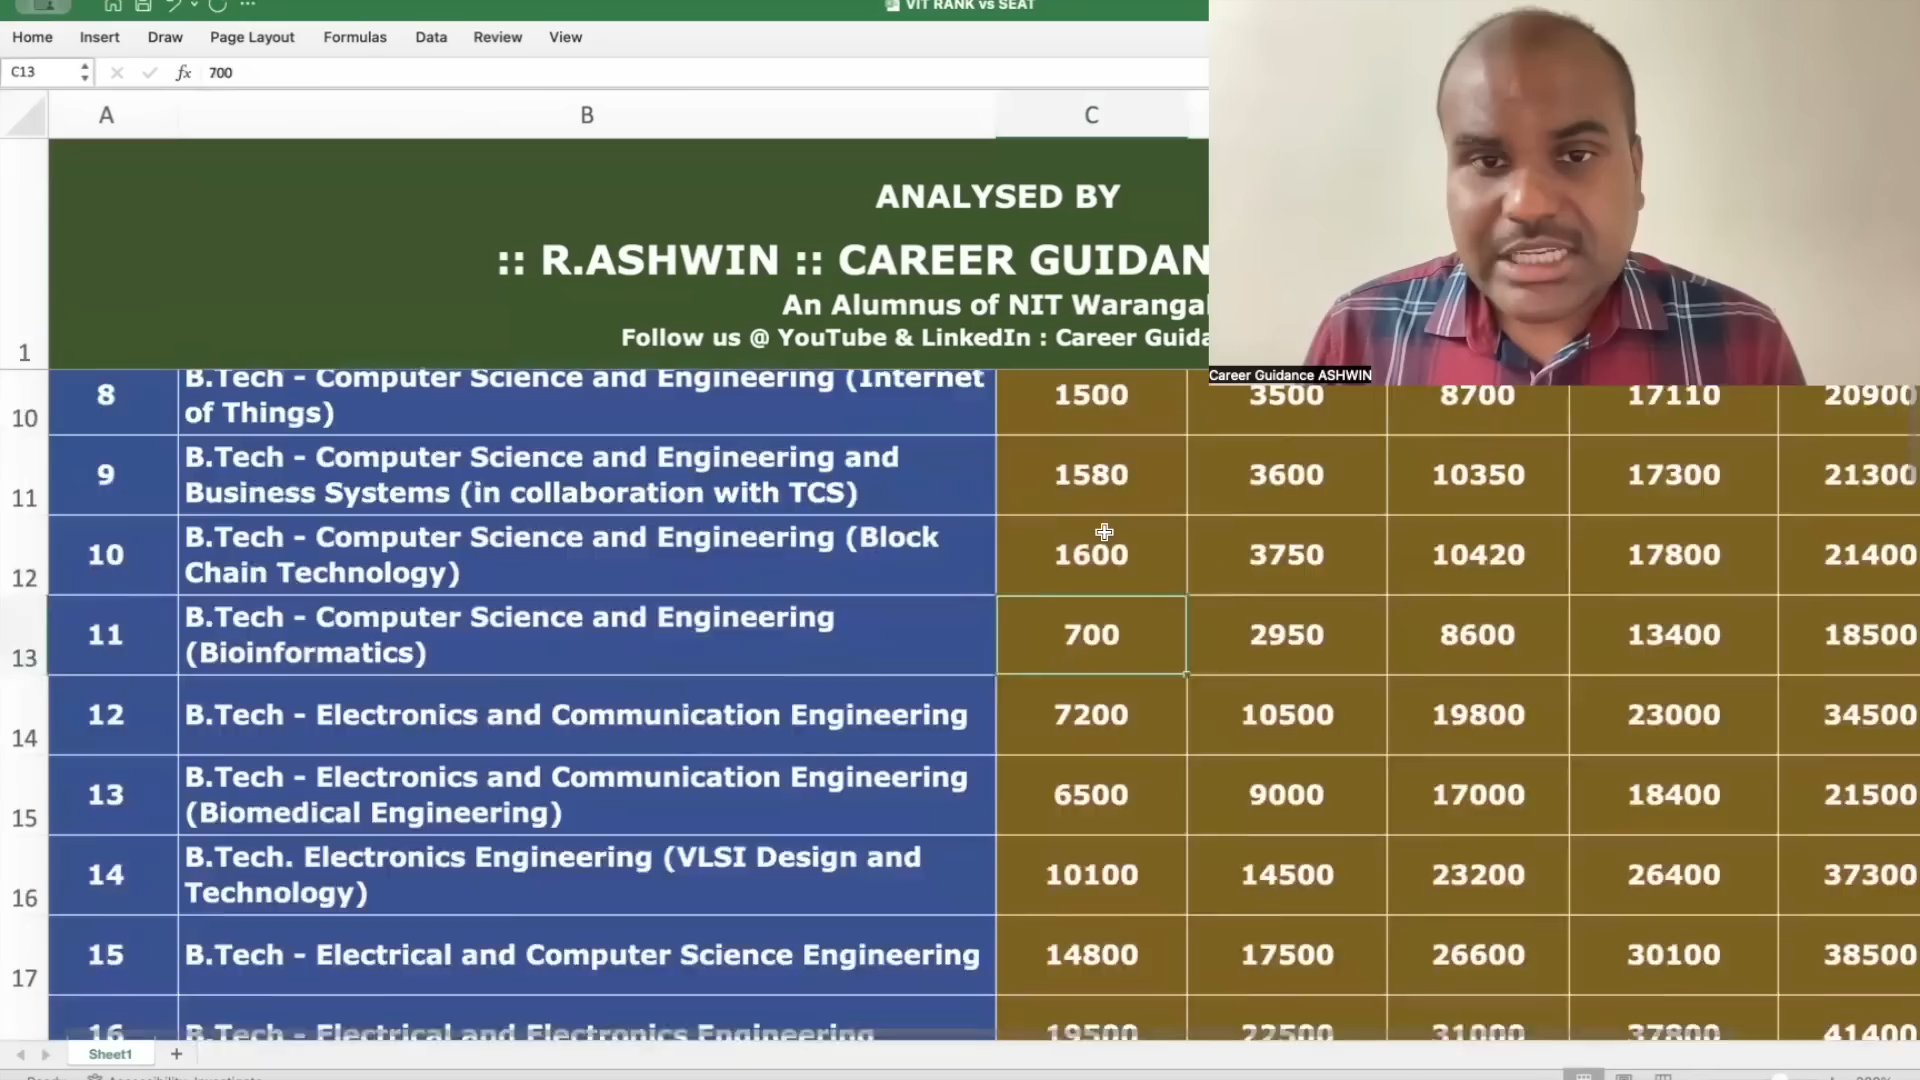 VIT RANK vs SEAT
Home Insert Draw Page Layout Formulas Data Review View
C13 fx 700
A B C
ANALYSED BY
:: R.ASHWIN :: CAREER GUIDAN
An Alumnus of NIT Warangal
Follow us @ YouTube & LinkedIn : Career Guida
1
Career Guidance ASHWIN
10 8 B.Tech - Computer Science and Engineering (Internet of Things) 1500 3500 8700 17110 20900
11 9 B.Tech - Computer Science and Engineering and Business Systems (in collaboration with TCS) 1580 3600 10350 17300 21300
12 10 B.Tech - Computer Science and Engineering (Block Chain Technology) 1600 3750 10420 17800 21400
13 11 B.Tech - Computer Science and Engineering (Bioinformatics) 700 2950 8600 13400 18500
14 12 B.Tech - Electronics and Communication Engineering 7200 10500 19800 23000 34500
15 13 B.Tech - Electronics and Communication Engineering (Biomedical Engineering) 6500 9000 17000 18400 21500
16 14 B.Tech. Electronics Engineering (VLSI Design and Technology) 10100 14500 23200 26400 37300
17 15 B.Tech - Electrical and Computer Science Engineering 14800 17500 26600 30100 38500
16 B.Tech - Electrical and Electronics Engineering 19500 22500 31000 37800 41400
Sheet1 +